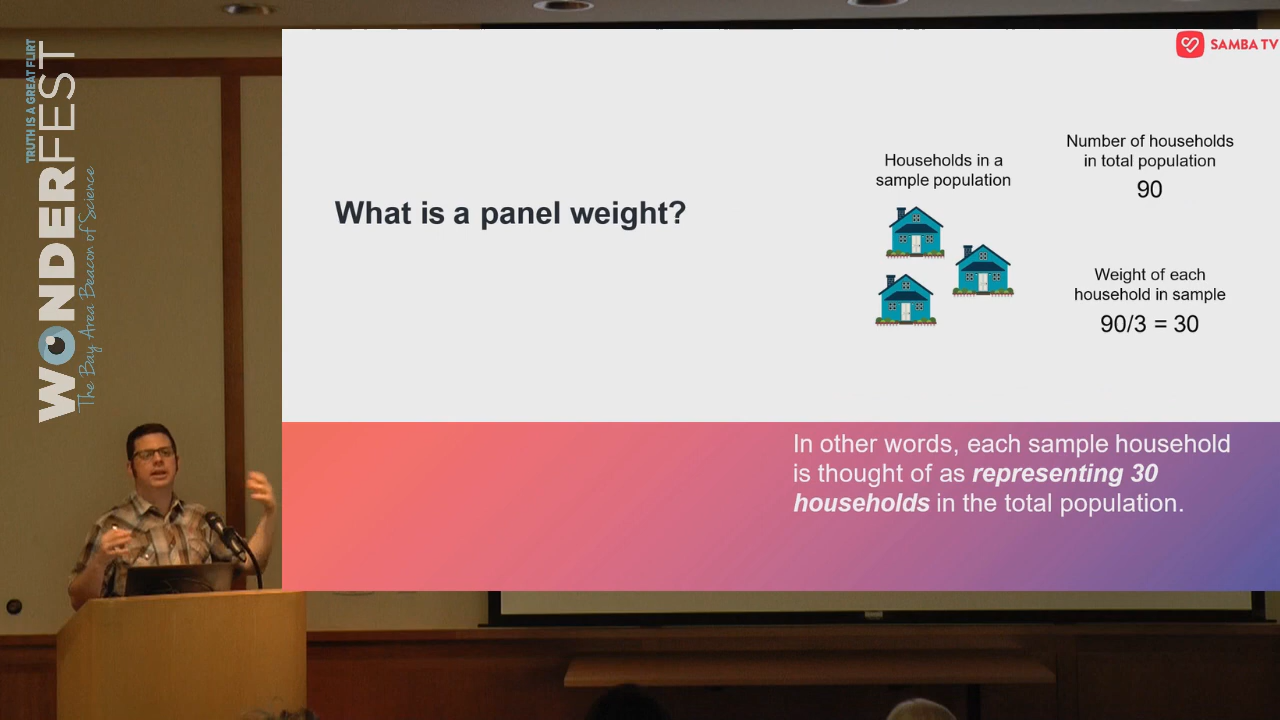 TRUTH IS A GREAT FLIRT
WONDERFEST
The Bay Area Beacon of Science
SAMBA TV
What is a panel weight?
Households in a
sample population
Number of households
in total population
90
Weight of each
household in sample
90/3 = 30
In other words, each sample household
is thought of as representing 30
households in the total population.